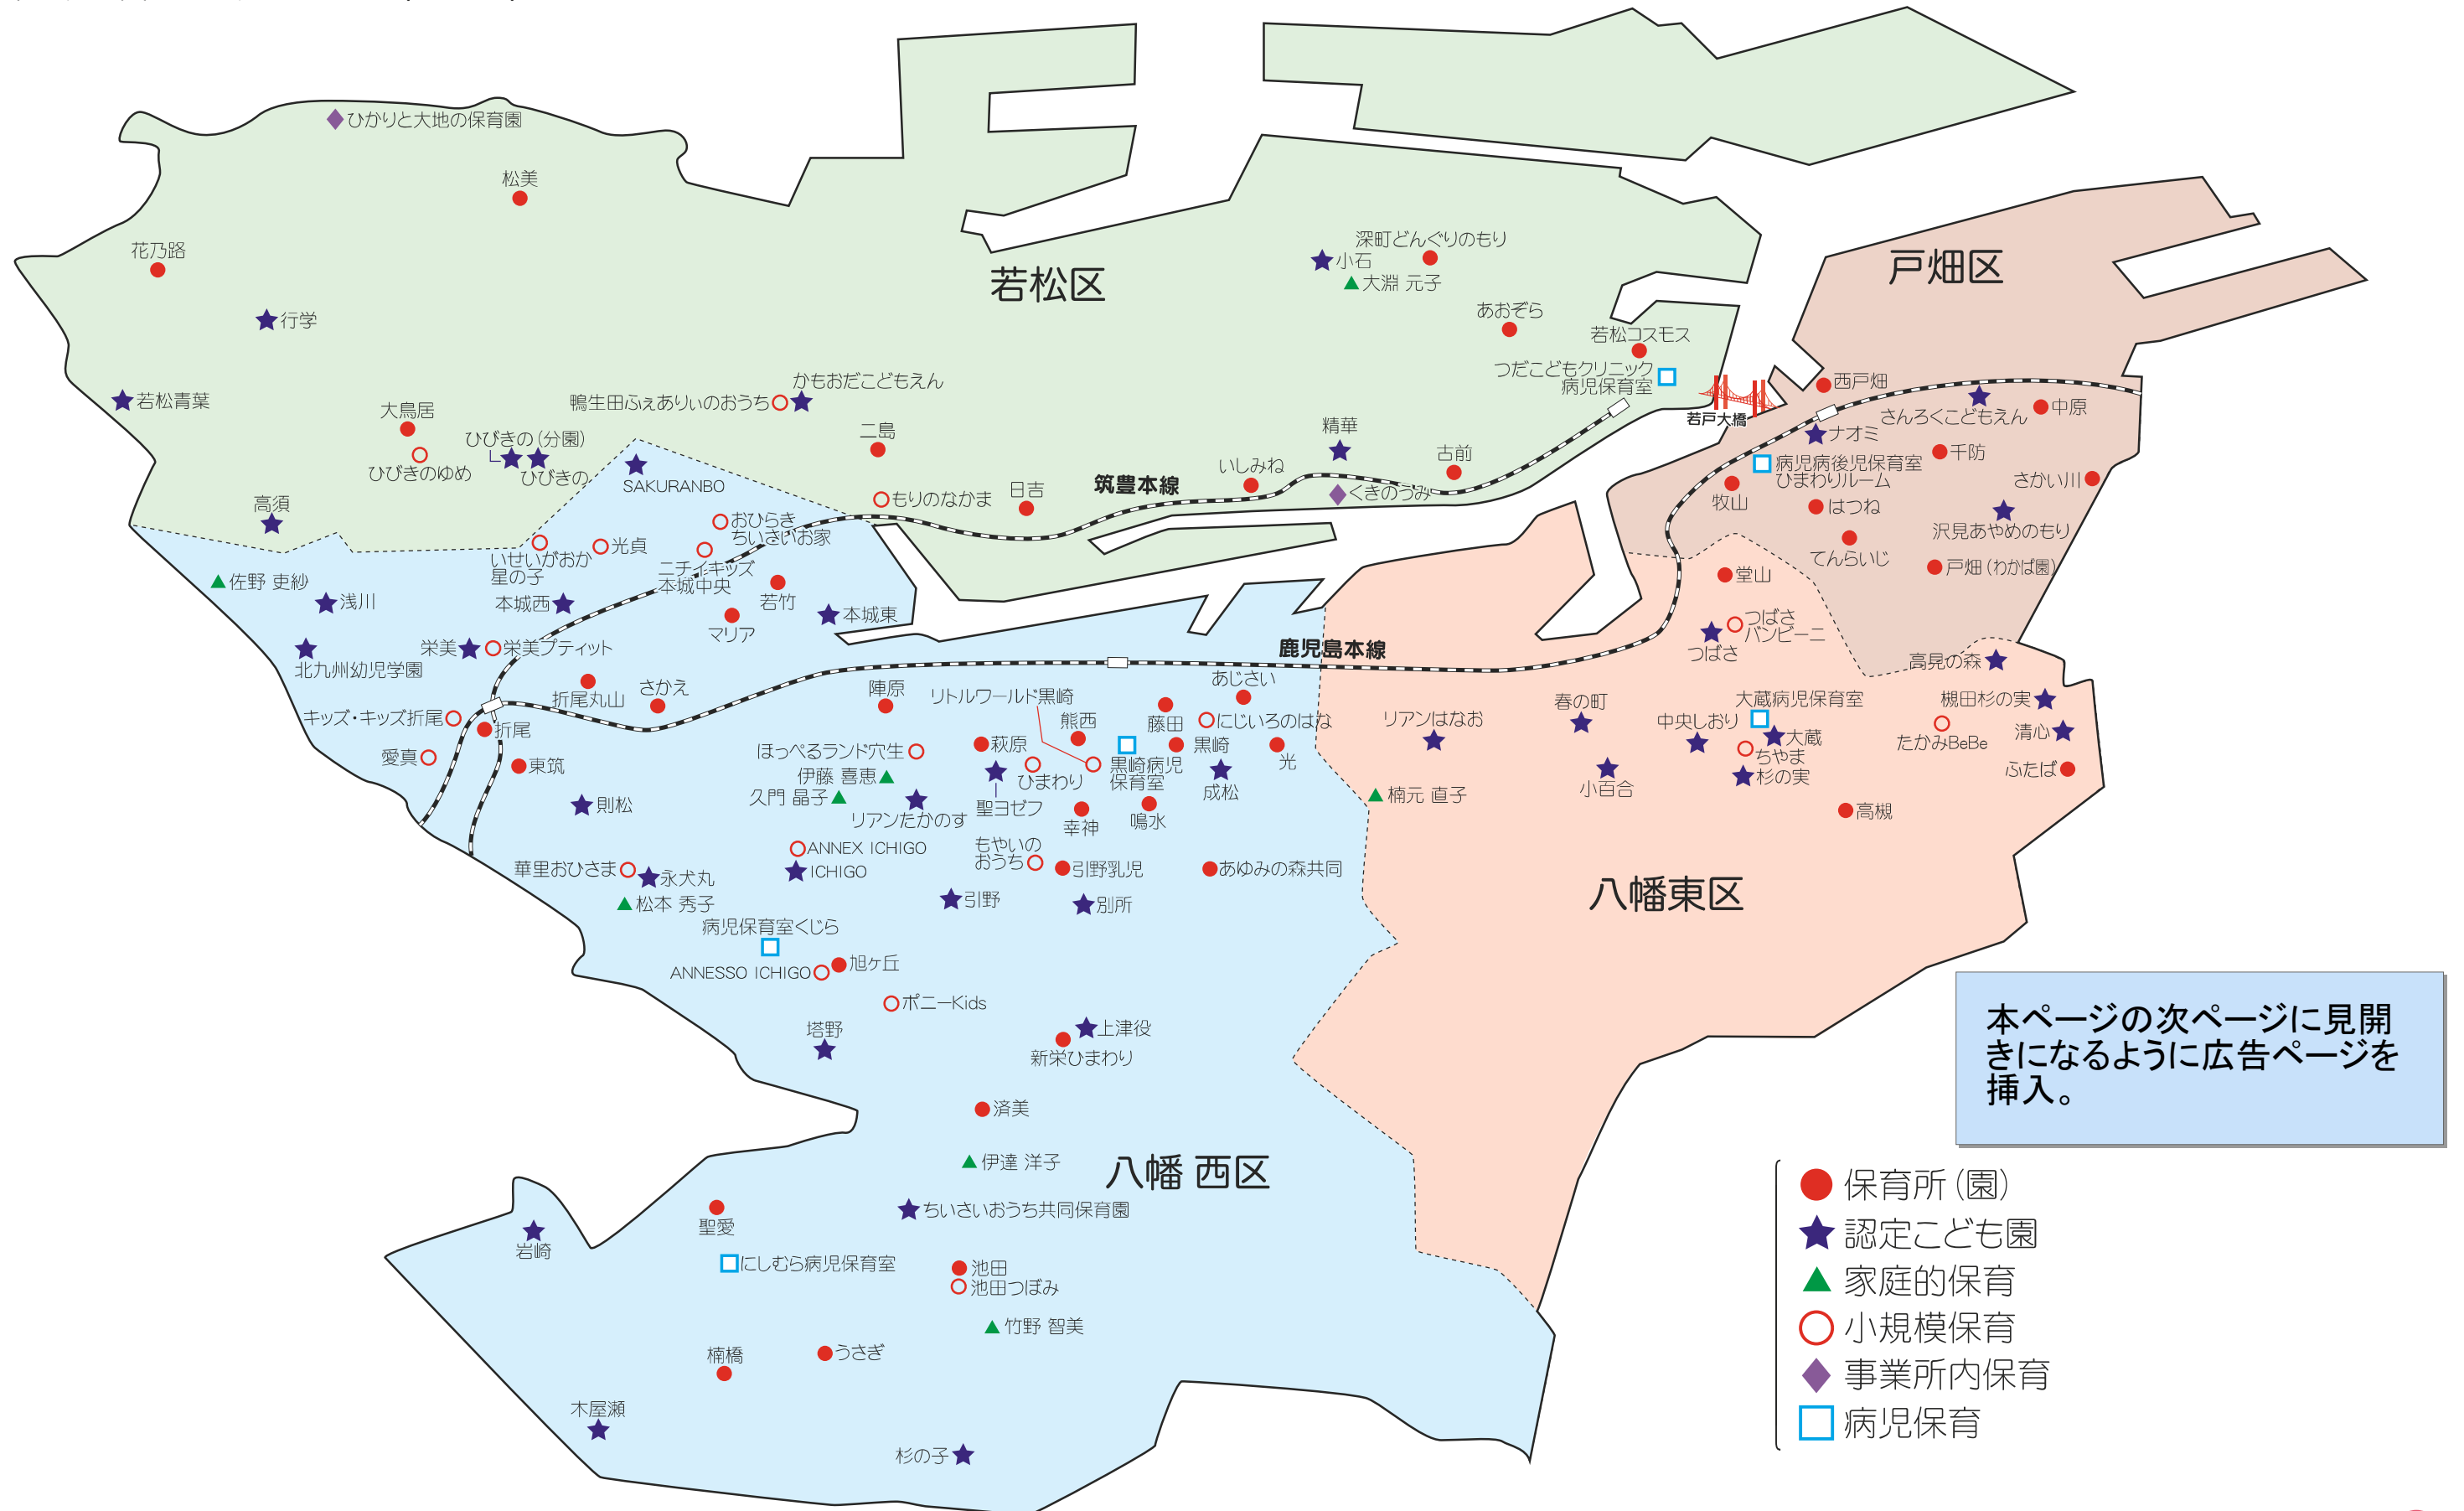 ひかりと大地の保育園
松美
花乃路
行学
若松青葉
若松区
深町どんぐりのもり
小石
大淵 元子
あおぞら
若松コスモス
つだこどもクリニック
病児保育室
かもおだこどもえん
鴨生田ふぇありぃのおうち
大鳥居
ひびきのゆめ
ひびきの(分園)
ひびきの
高須
二島
もりのなかま
日吉
筑豊本線
いしみね
精華
くきのうみ
古前
若戸大橋
戸畑区
西戸畑
さんろくこどもえん
中原
ナオミ
千防
病児病後児保育室
ひまわりルーム
さかい川
牧山
はつね
沢見あやめのもり
てんらいじ
戸畑(わかば園)
SAKURANBO
おひらき
ちいさいお家
いせいがおか
星の子
光貞
ニチイキッズ
本城中央
佐野 吏紗
浅川
本城西
若竹
マリア
本城東
北九州幼児学園
栄美
栄美プティット
折尾丸山
さかえ
キッズ・キッズ折尾
折尾
愛真
東筑
則松
鹿児島本線
陣原
リトルワールド黒崎
熊西
藤田
あじさい
にじいろのはな
ほっぺるランド穴生
萩原
黒崎
光
伊藤 喜恵
ひまわり
黒崎病児
保育室
成松
久門 晶子
リアンたかのす
聖ヨゼフ
幸神
鳴水
ANNEX ICHIGO
ICHIGO
もやいの
おうち
引野乳児
あゆみの森共同
華里おひさま
永犬丸
松本 秀子
引野
別所
病児保育室くじら
ANNESSO ICHIGO
旭ヶ丘
ポニーKids
塔野
上津役
新栄ひまわり
済美
伊達 洋子
八幡 西区
ちいさいおうち共同保育園
聖愛
岩崎
にしむら病児保育室
池田
池田つぼみ
竹野 智美
楠橋
うさぎ
木屋瀬
杉の子
堂山
つばさ
バンビーニ
つばさ
高見の森
リアンはなお
春の町
大蔵病児保育室
槻田杉の実
中央しおり
大蔵
ちやま
たかみBeBe
清心
小百合
杉の実
ふたば
楠元 直子
高槻
八幡東区
本ページの次ページに見開
きになるように広告ページを
挿入。
保育所(園)
認定こども園
家庭的保育
小規模保育
事業所内保育
病児保育